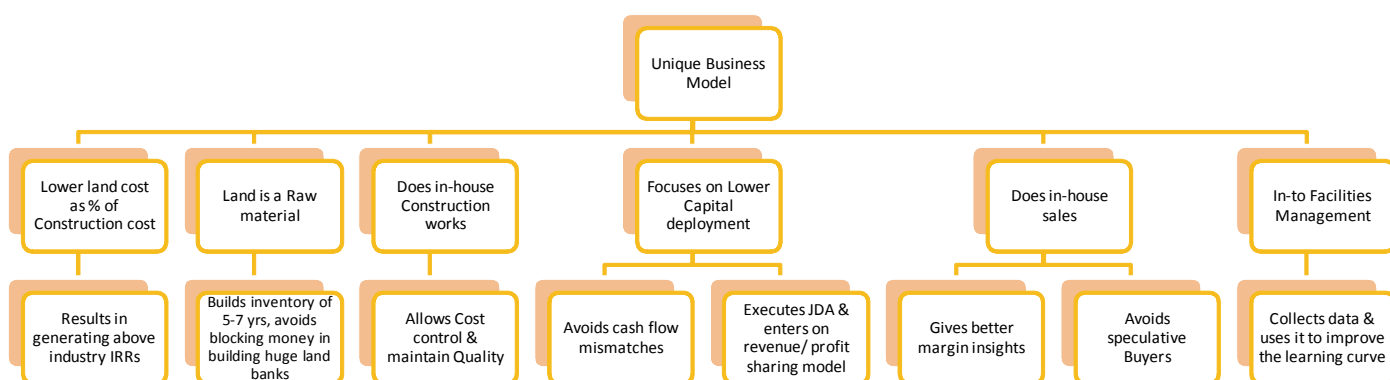 Unique Business
Model
Lower land cost
as % of
Construction cost
Land is a Raw
material
Does in-house
Construction
works
Focuses on Lower
Capital
deployment
Does in-house
sales
In-to Facilities
Management
Results in
generating above
industry IRRs
Builds inventory of
5-7 yrs, avoids
blocking money in
building huge land
banks
Allows Cost
control &
maintain Quality
Avoids cash flow
mismatches
Executes JDA &
enters on
revenue/ profit
sharing model
Gives better
margin insights
Avoids
speculative
Buyers
Collects data &
uses it to improve
the learning curve